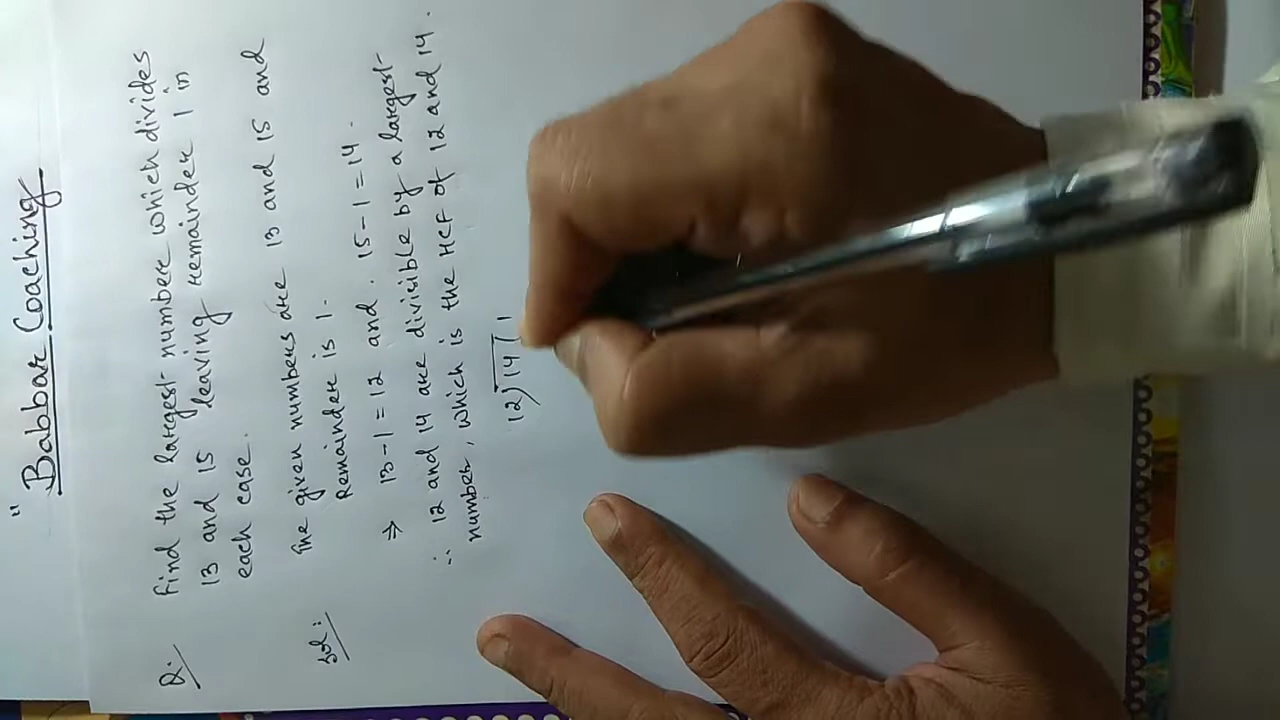 " Babbar Coaching
Q. Find the largest number which divides
13 and 15 leaving remainder 1 in
each case.
Sol: The given numbers are 13 and 15 and
Remainder is 1.
⇒ 13-1=12 and . 15-1=14.
∴ 12 and 14 are divisible by a largest
number, which is the HCF of 12 and 14.
12)14(1